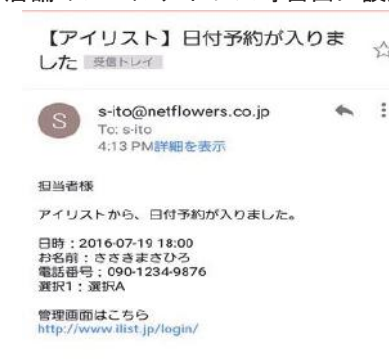 【アイリスト】日付予約が入りま
した 受信トレイ
S
s-ito@netflowers.co.jp
To: s-ito
4:13 PM詳細を表示
担当者様
アイリストから、日付予約が入りました。
日時：2016-07-19 18:00
お名前：ささきまさひろ
電話番号：090-1234-9876
選択1：選択A
管理画面はこちら
http://www.ilist.jp/login/